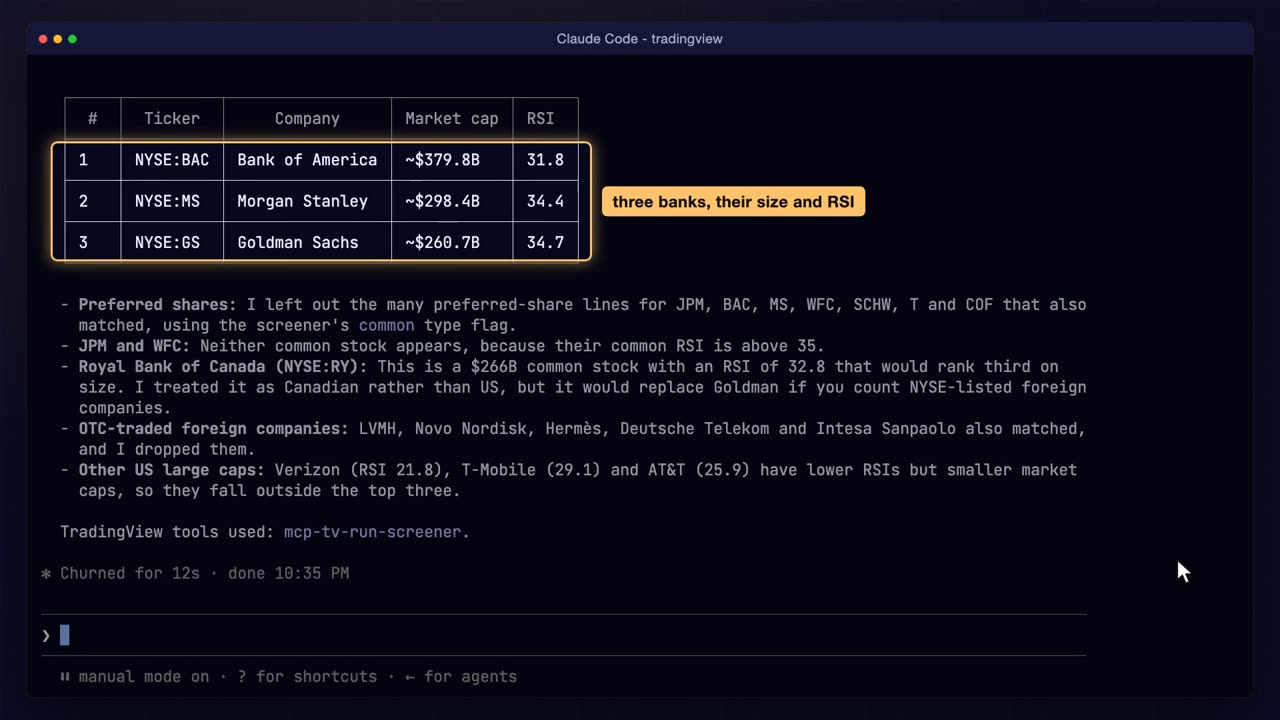 Claude Code - tradingview
# Ticker Company Market cap RSI
1 NYSE:BAC Bank of America ~$379.8B 31.8
2 NYSE:MS Morgan Stanley ~$298.4B 34.4
3 NYSE:GS Goldman Sachs ~$260.7B 34.7
three banks, their size and RSI
- Preferred shares: I left out the many preferred-share lines for JPM, BAC, MS, WFC, SCHW, T and COF that also
matched, using the screener's common type flag.
- JPM and WFC: Neither common stock appears, because their common RSI is above 35.
- Royal Bank of Canada (NYSE:RY): This is a $266B common stock with an RSI of 32.8 that would rank third on
size. I treated it as Canadian rather than US, but it would replace Goldman if you count NYSE-listed foreign
companies.
- OTC-traded foreign companies: LVMH, Novo Nordisk, Hermès, Deutsche Telekom and Intesa Sanpaolo also matched,
and I dropped them.
- Other US large caps: Verizon (RSI 21.8), T-Mobile (29.1) and AT&T (25.9) have lower RSIs but smaller market
caps, so they fall outside the top three.
TradingView tools used: mcp-tv-run-screener.
✻ Churned for 12s · done 10:35 PM
❯
⏸ manual mode on · ? for shortcuts · ← for agents